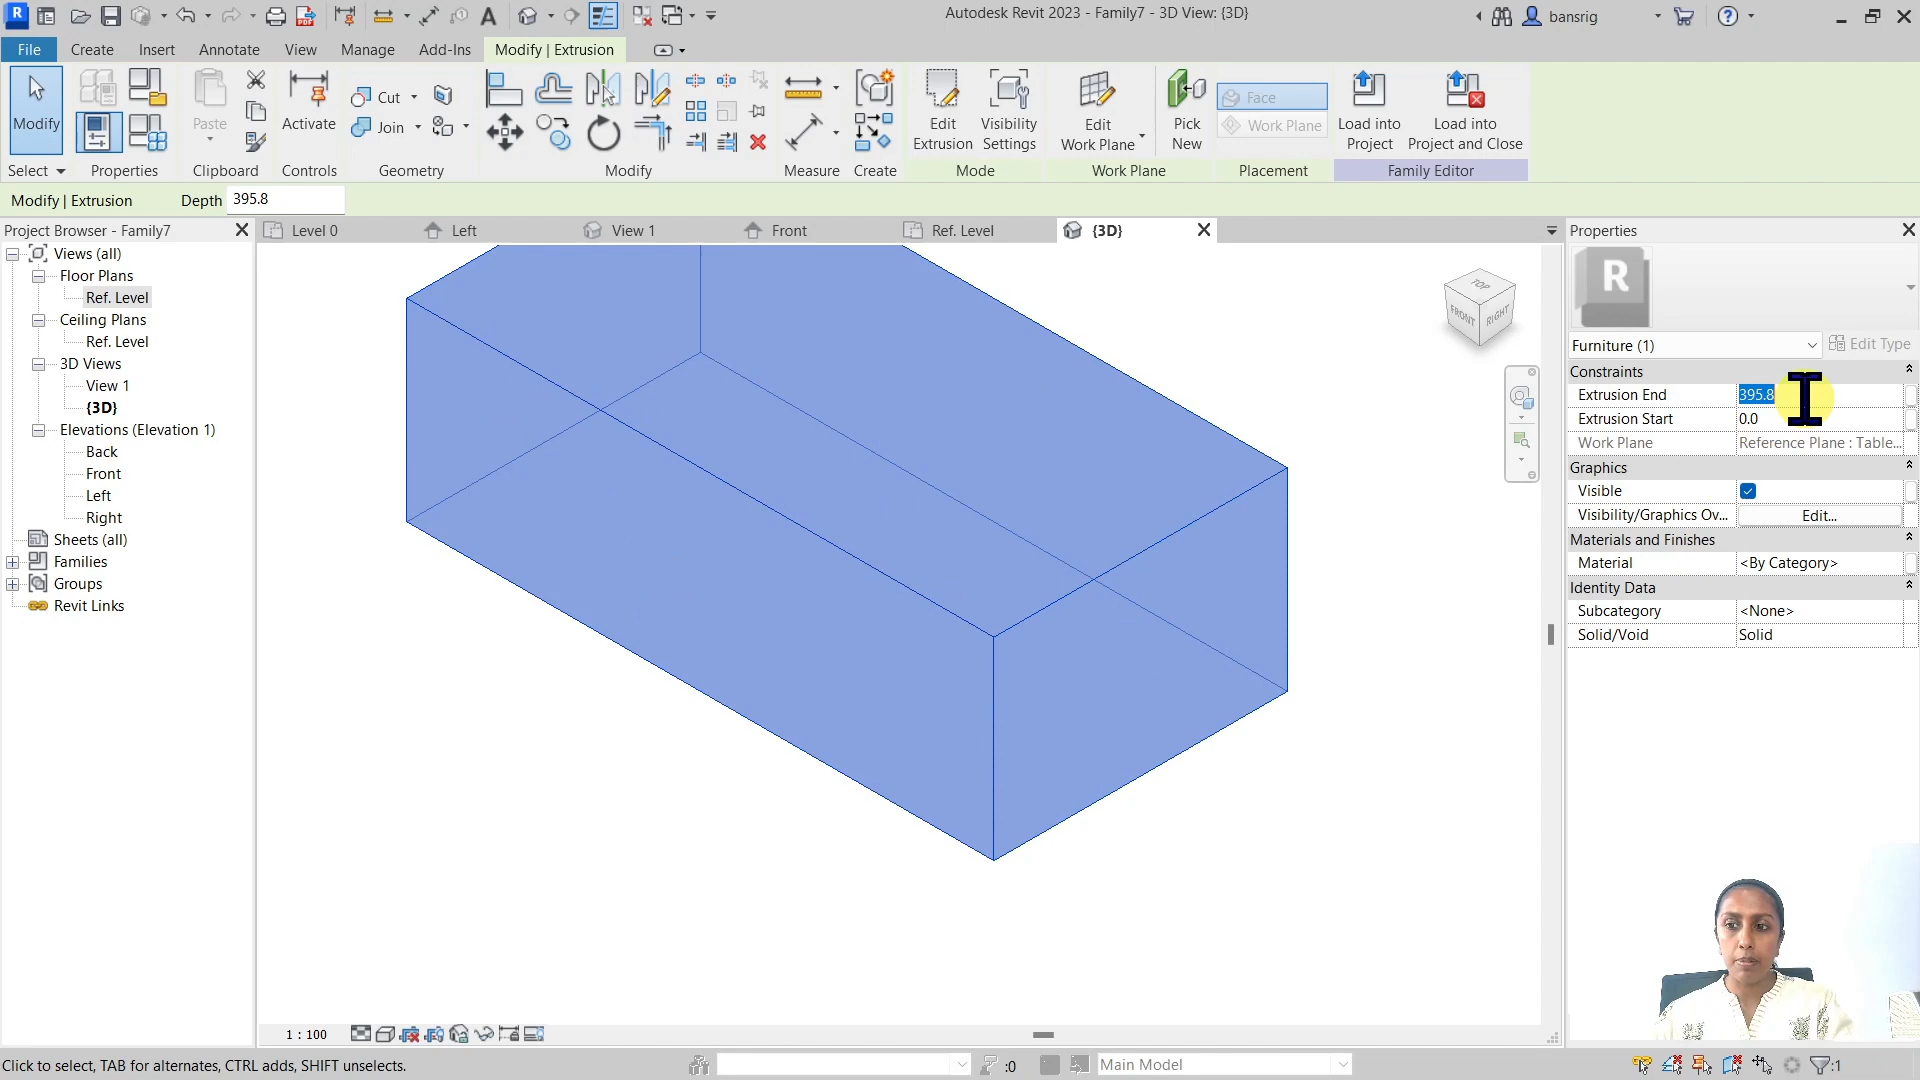 R
Autodesk Revit 2023 - Family7 - 3D View: {3D}
bansrig
File
Create
Insert
Annotate
View
Manage
Add-Ins
Modify | Extrusion
Modify
Paste
Activate
Cut
Join
Edit
Extrusion
Visibility
Settings
Edit
Work Plane
Pick
New
Face
Work Plane
Load into
Project
Load into
Project and Close
Select
Properties
Clipboard
Controls
Geometry
Modify
Measure
Create
Mode
Work Plane
Placement
Family Editor
Modify | Extrusion
Depth
395.8
Project Browser - Family7
Level 0
Left
View 1
Front
Ref. Level
{3D}
Properties
Views (all)
Floor Plans
Ref. Level
Ceiling Plans
Ref. Level
3D Views
View 1
{3D}
Elevations (Elevation 1)
Back
Front
Left
Right
Sheets (all)
Families
Groups
Revit Links
TOP
FRONT
RIGHT
R
Furniture (1)
Edit Type
Constraints
Extrusion End
395.8
Extrusion Start
0.0
Work Plane
Reference Plane : Table...
Graphics
Visible
Visibility/Graphics Ov...
Edit...
Materials and Finishes
Material
<By Category>
Identity Data
Subcategory
<None>
Solid/Void
Solid
1 : 100
Click to select, TAB for alternates, CTRL adds, SHIFT unselects.
:0
Main Model
:1